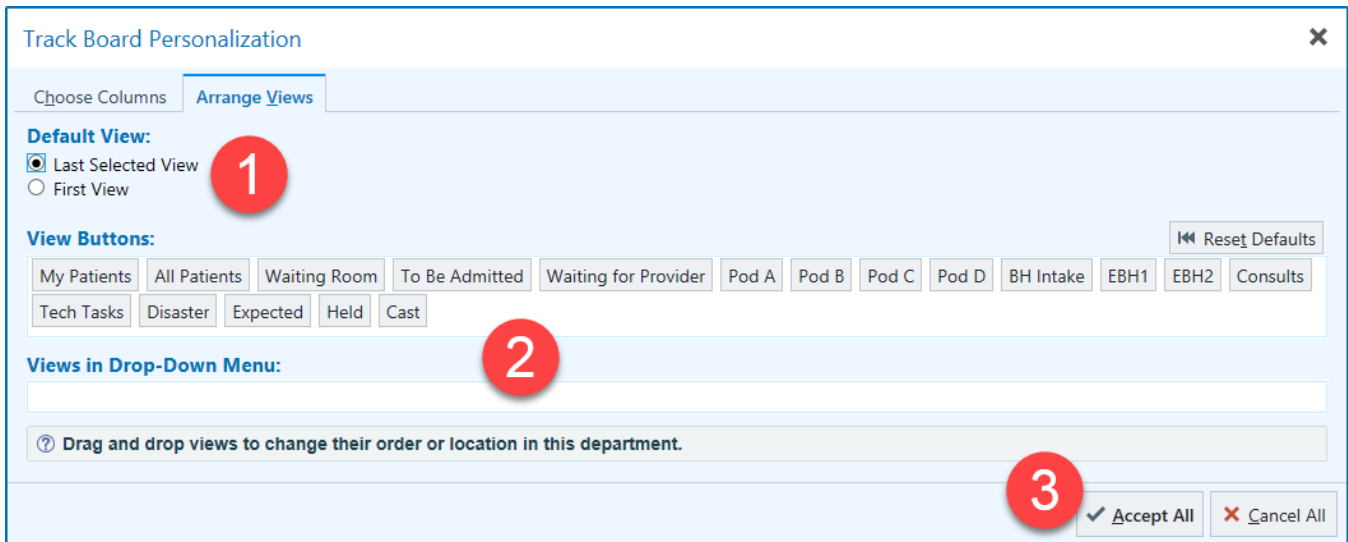 Track Board Personalization
Choose Columns Arrange Views
Default View:
Last Selected View
First View
1
View Buttons:
Reset Defaults
My Patients All Patients Waiting Room To Be Admitted Waiting for Provider Pod A Pod B Pod C Pod D BH Intake EBH1 EBH2 Consults
Tech Tasks Disaster Expected Held Cast
2
Views in Drop-Down Menu:
Drag and drop views to change their order or location in this department.
3
Accept All Cancel All